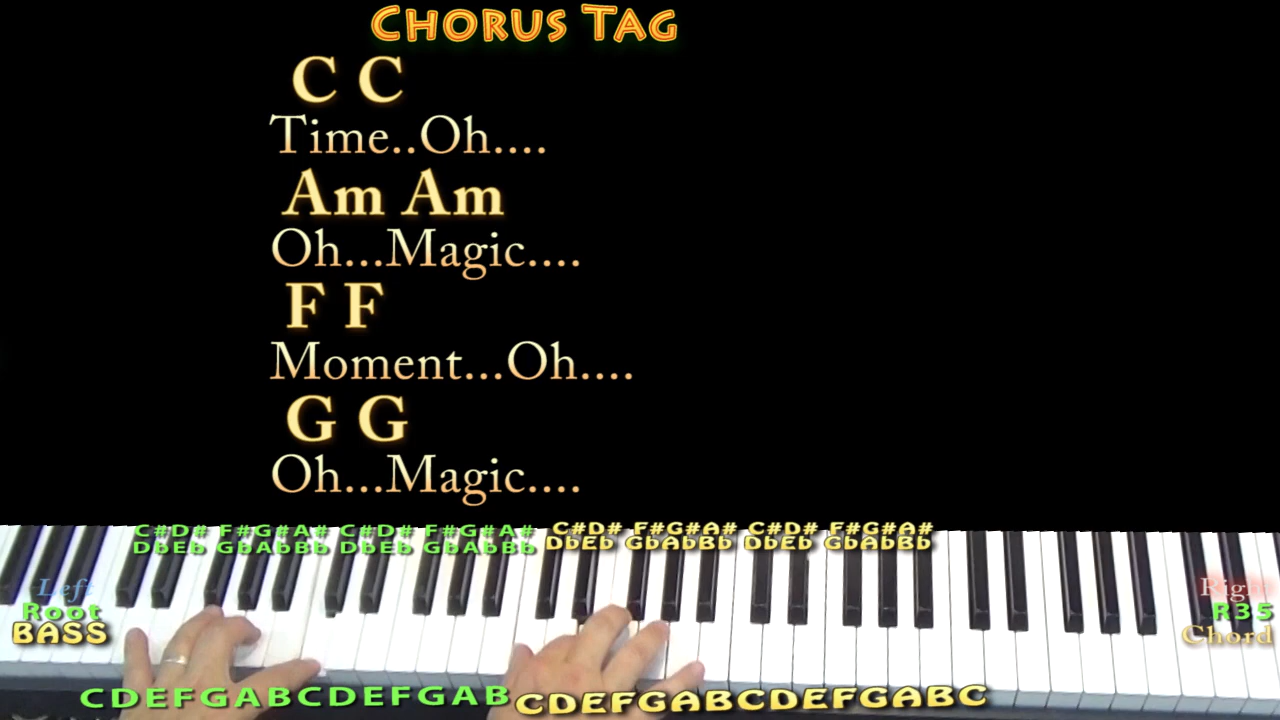 Chorus Tag
C C
Time..Oh....
Am Am
Oh...Magic....
F F
Moment...Oh....
G G
Oh...Magic....
C#D# F#G#A# C#D# F#G#A# C#D# F#G#A# C#D# F#G#A#
DbEb GbAbBb DbEb GbAbBb DbEb GbAbBb DbEb GbAbBb
Left
Root
BASS
Right
R35
Chord
CDEFGABCDEFGAB CDEFGABCDEFGABC